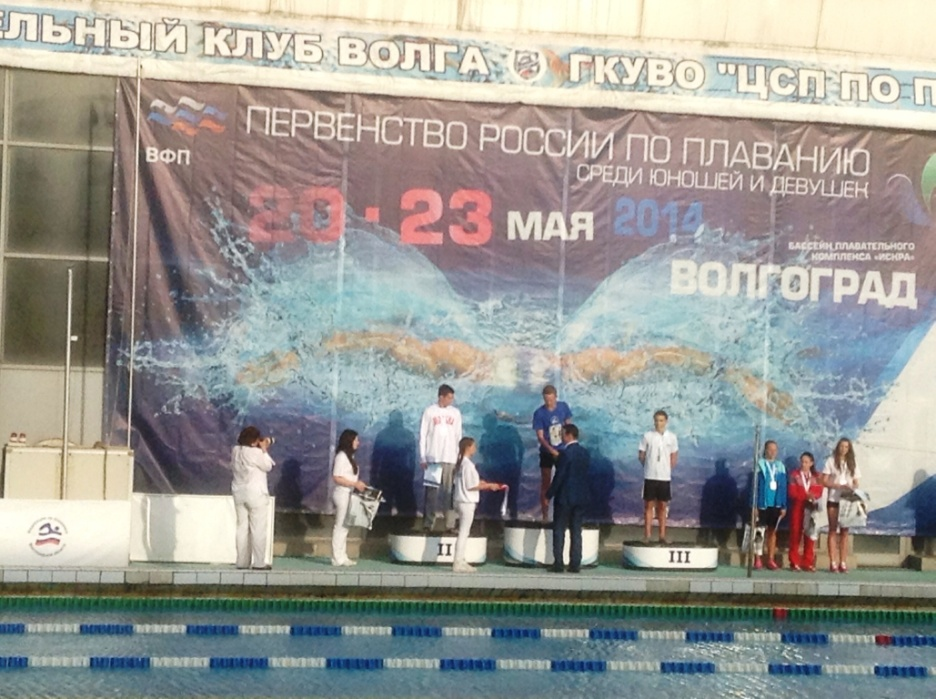 ЕЛЬНЫЙ КЛУБ ВОЛГА ГКУВО "ЦСП ПО П
ВФП
ПЕРВЕНСТВО РОССИИ ПО ПЛАВАНИЮ
СРЕДИ ЮНОШЕЙ И ДЕВУШЕК
20 - 23 МАЯ 2014
БАССЕЙН ПЛАВАТЕЛЬНОГО
КОМПЛЕКСА «ИСКРА»
ВОЛГОГРАД
II
III